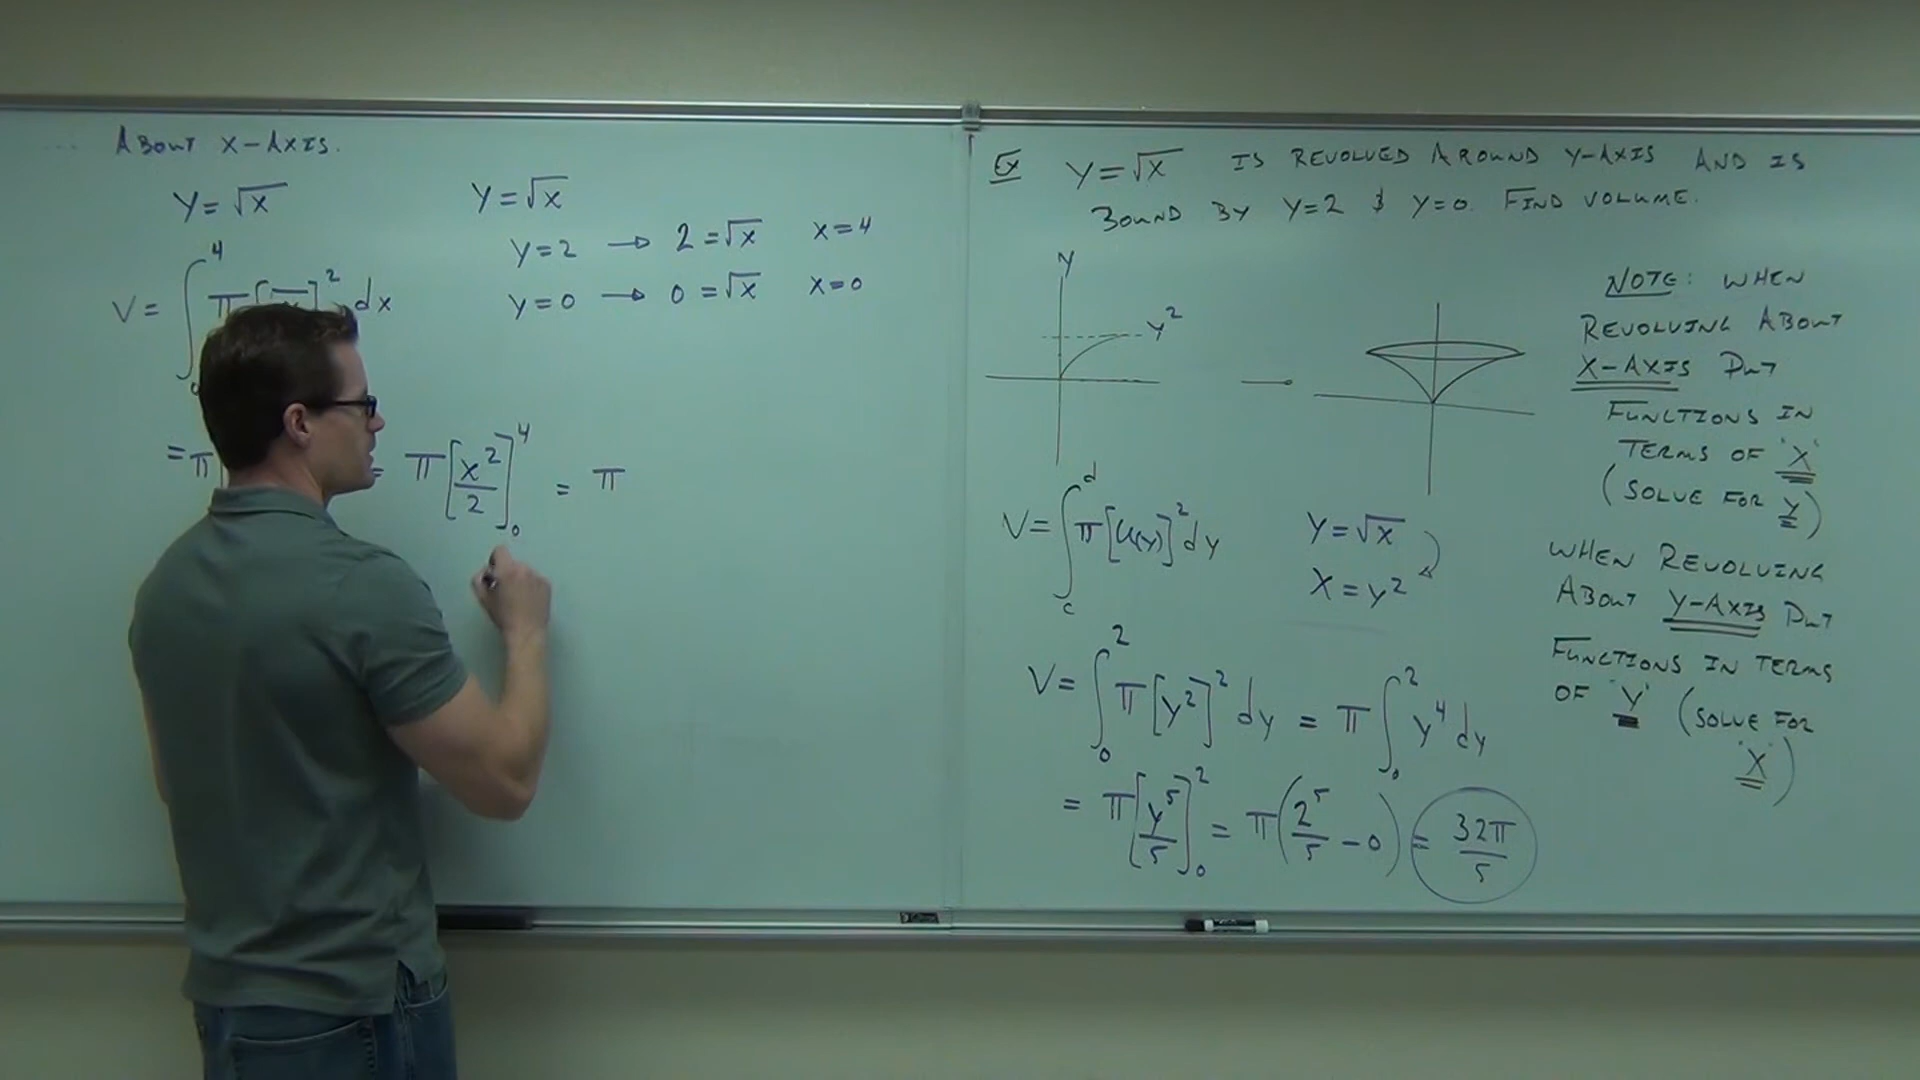 ABOUT X-AXIS.
Y=√x
Y=√x
Y=2 → 2=√x x=4
Y=0 → 0=√x x=0
V= ∫ 4 π [ ]² dx
=π = π[x²/2]⁴₀ = π
Ex Y=√x IS REVOLVED AROUND Y-AXIS AND IS
BOUND BY Y=2 & Y=0. FIND VOLUME.
Y
Y2
NOTE: WHEN
REVOLVING ABOUT
X-AXIS PUT
FUNCTIONS IN
TERMS OF 'X'
(SOLVE FOR Y)
WHEN REVOLVING
ABOUT Y-AXIS PUT
FUNCTIONS IN TERMS
OF 'Y' (SOLVE FOR
'X')
V= ∫_c^d π[u(y)]² dy
Y=√x
X=y²
V= ∫₀² π[y²]² dy = π ∫₀² y⁴ dy
= π[y⁵/5]₀² = π(2⁵/5 - 0) = 32π/5